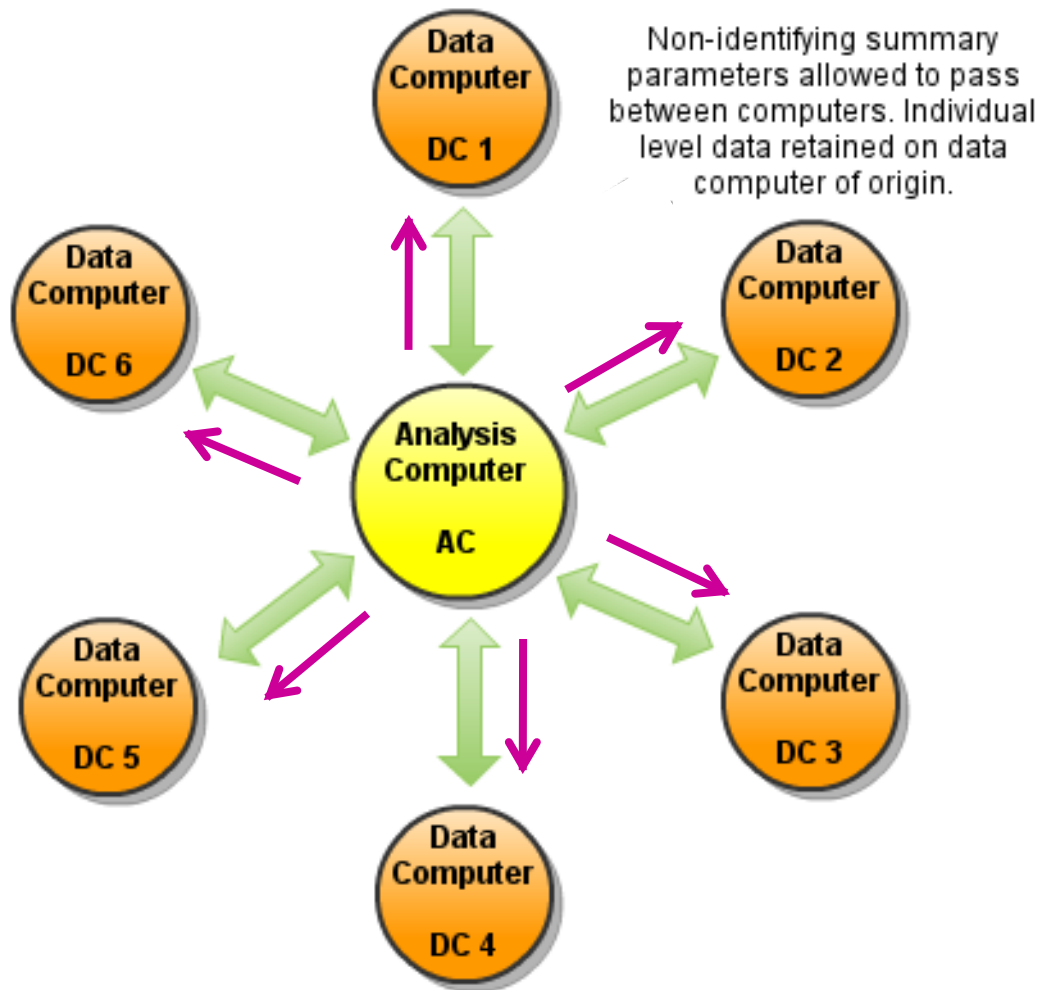 Data
Computer
DC 1
Non-identifying summary
parameters allowed to pass
between computers. Individual
level data retained on data
computer of origin.
Data
Computer
DC 6
Data
Computer
DC 2
Analysis
Computer
AC
Data
Computer
DC 5
Data
Computer
DC 3
Data
Computer
DC 4